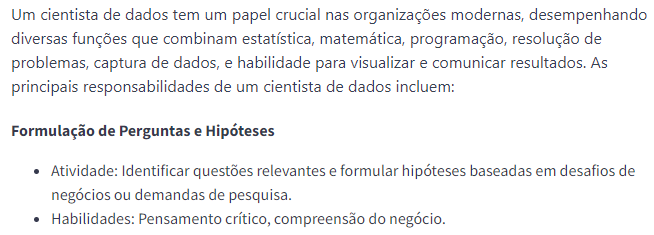 Um cientista de dados tem um papel crucial nas organizações modernas, desempenhando
diversas funções que combinam estatística, matemática, programação, resolução de
problemas, captura de dados, e habilidade para visualizar e comunicar resultados. As
principais responsabilidades de um cientista de dados incluem:
Formulação de Perguntas e Hipóteses
• Atividade: Identificar questões relevantes e formular hipóteses baseadas em desafios de
negócios ou demandas de pesquisa.
• Habilidades: Pensamento crítico, compreensão do negócio.